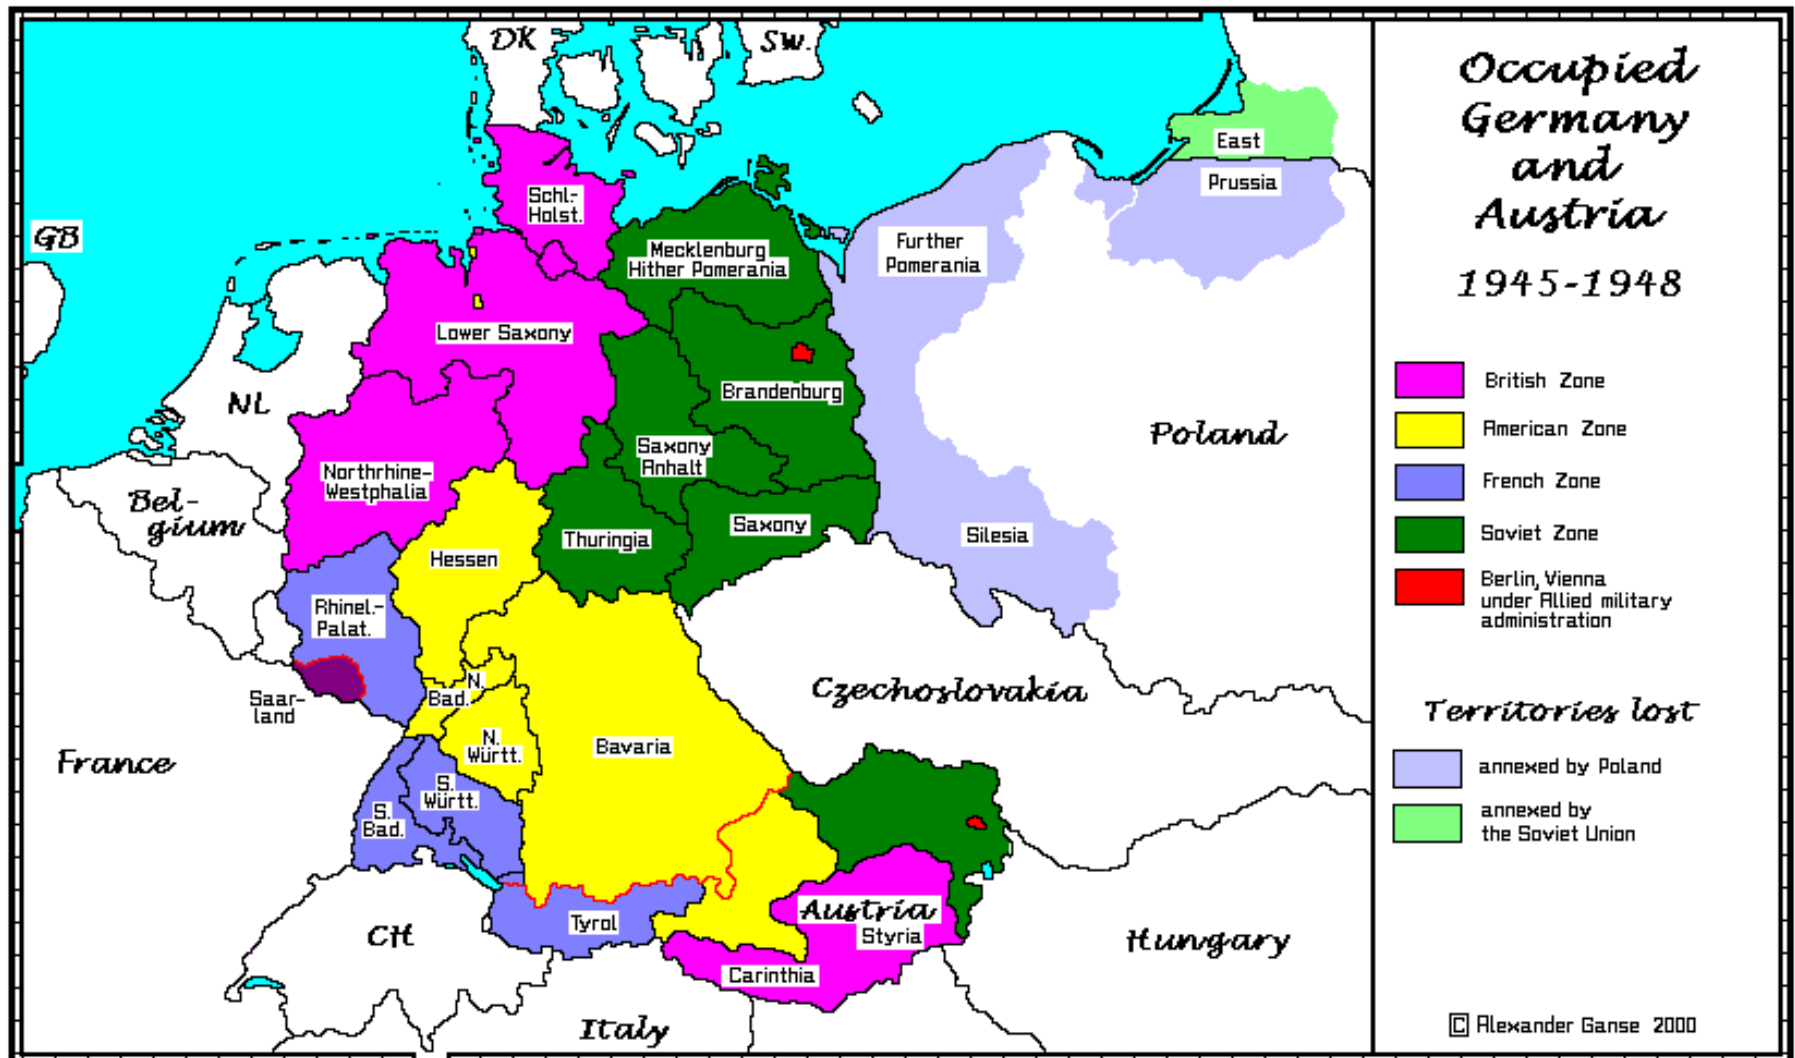 DK
SW.
GB
Schl.-
Holst.
East
Prussia
Mecklenburg
Hither Pomerania
Further
Pomerania
Lower Saxony
NL
Brandenburg
Poland
Saxony
Anhalt
Northrhine-
Westphalia
Bel-
gium
Thuringia
Saxony
Silesia
Hessen
Rhinel.-
Palat.
Saar-
land
N.
Bad.
Czechoslovakia
France
N.
Württ.
Bavaria
S.
Württ.
S.
Bad.
CH
Tyrol
Austria
Styria
Carinthia
Hungary
Italy
Occupied
Germany
and
Austria
1945-1948
British Zone
American Zone
French Zone
Soviet Zone
Berlin, Vienna
under Allied military
administration
Territories lost
annexed by Poland
annexed by
the Soviet Union
C Alexander Ganse 2000